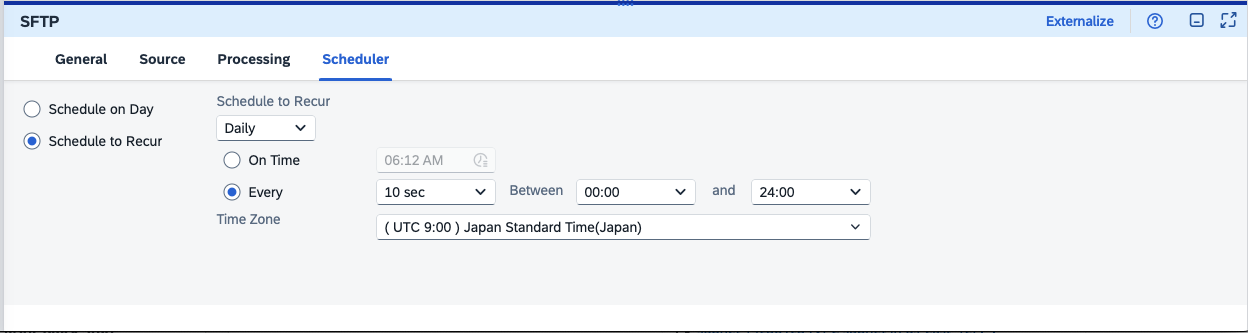 SFTP
Externalize
General Source Processing Scheduler
Schedule on Day
Schedule to Recur
Schedule to Recur
Daily
On Time 06:12 AM
Every 10 sec Between 00:00 and 24:00
Time Zone ( UTC 9:00 ) Japan Standard Time(Japan)